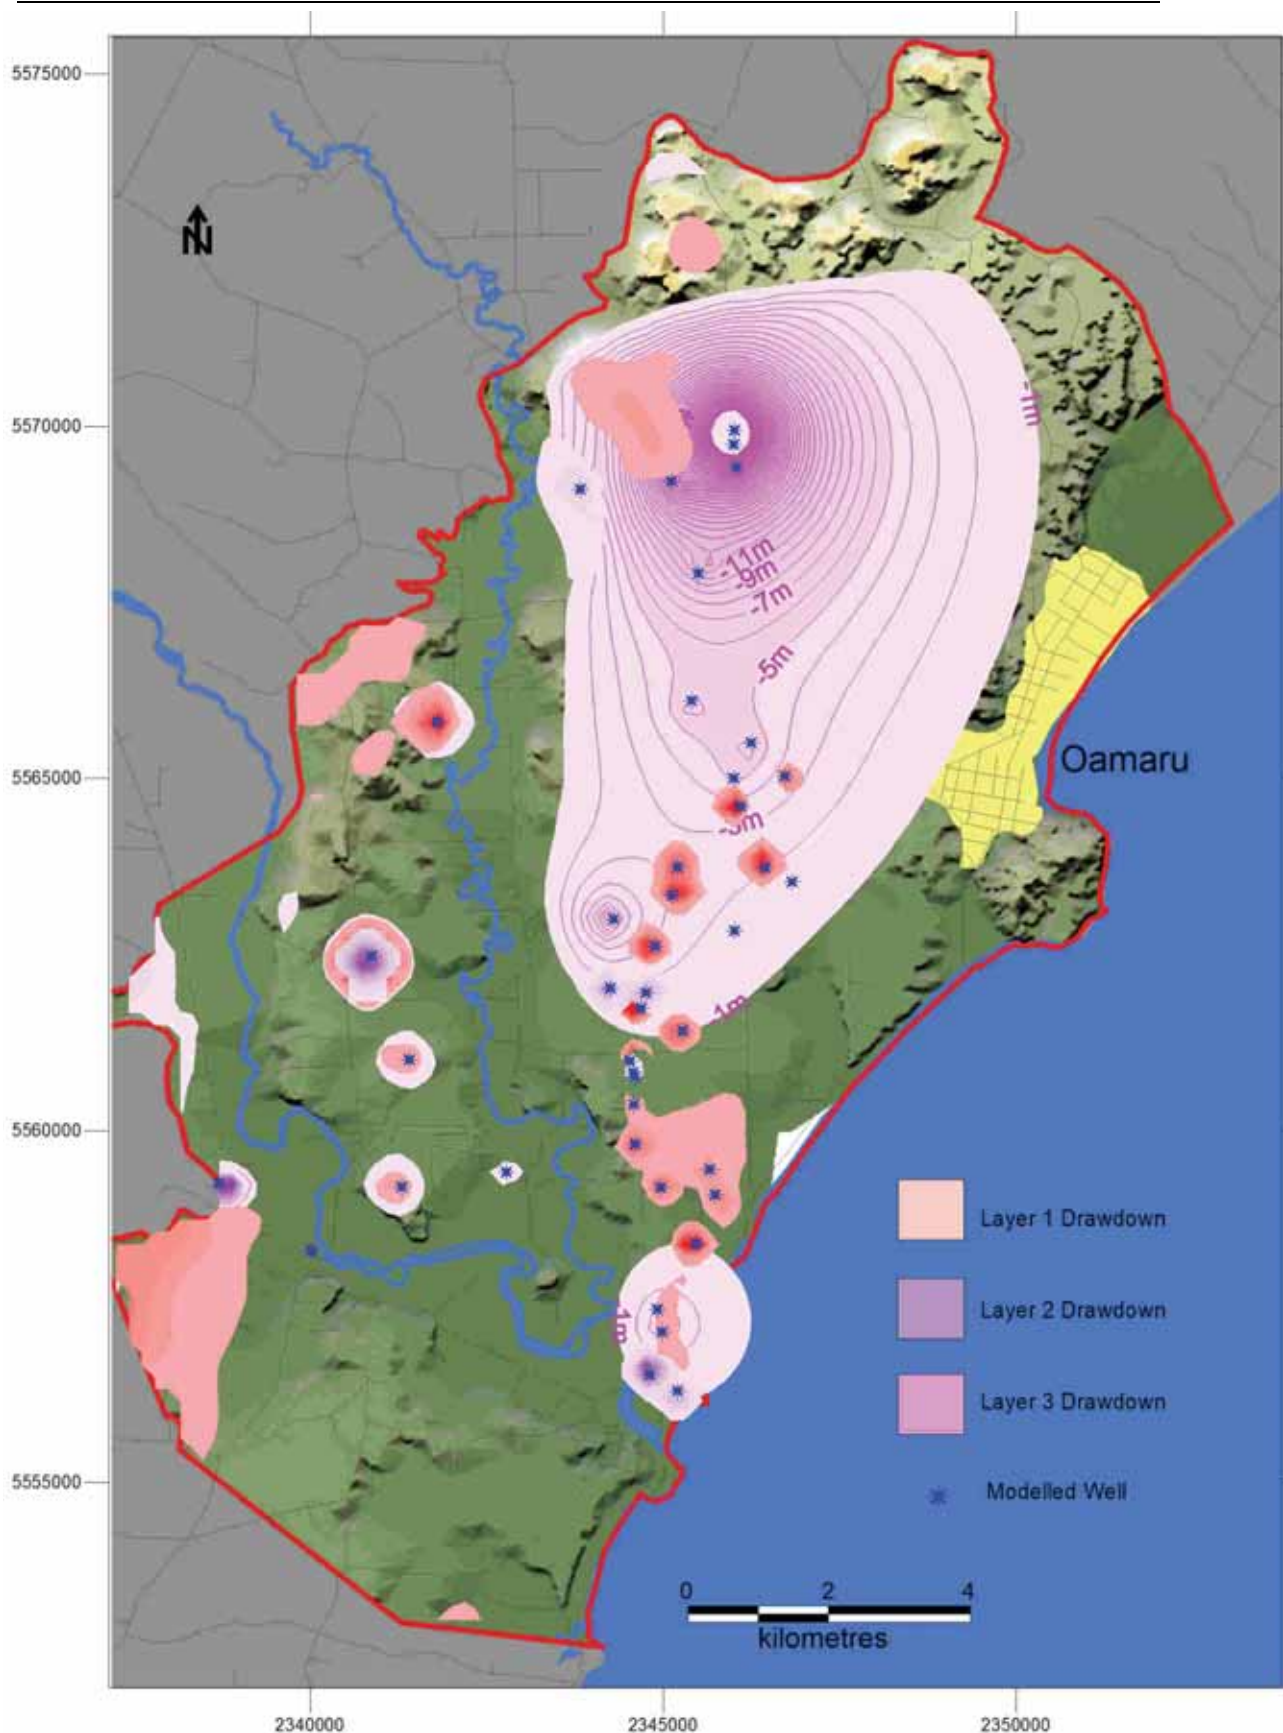 5575000
N
5570000
-1m
-11m
-9m
-7m
-5m
5565000
Oamaru
-3m
-1m
5560000
Layer 1 Drawdown
Layer 2 Drawdown
-1m
Layer 3 Drawdown
5555000
Modelled Well
0 2 4
kilometres
2340000 2345000 2350000